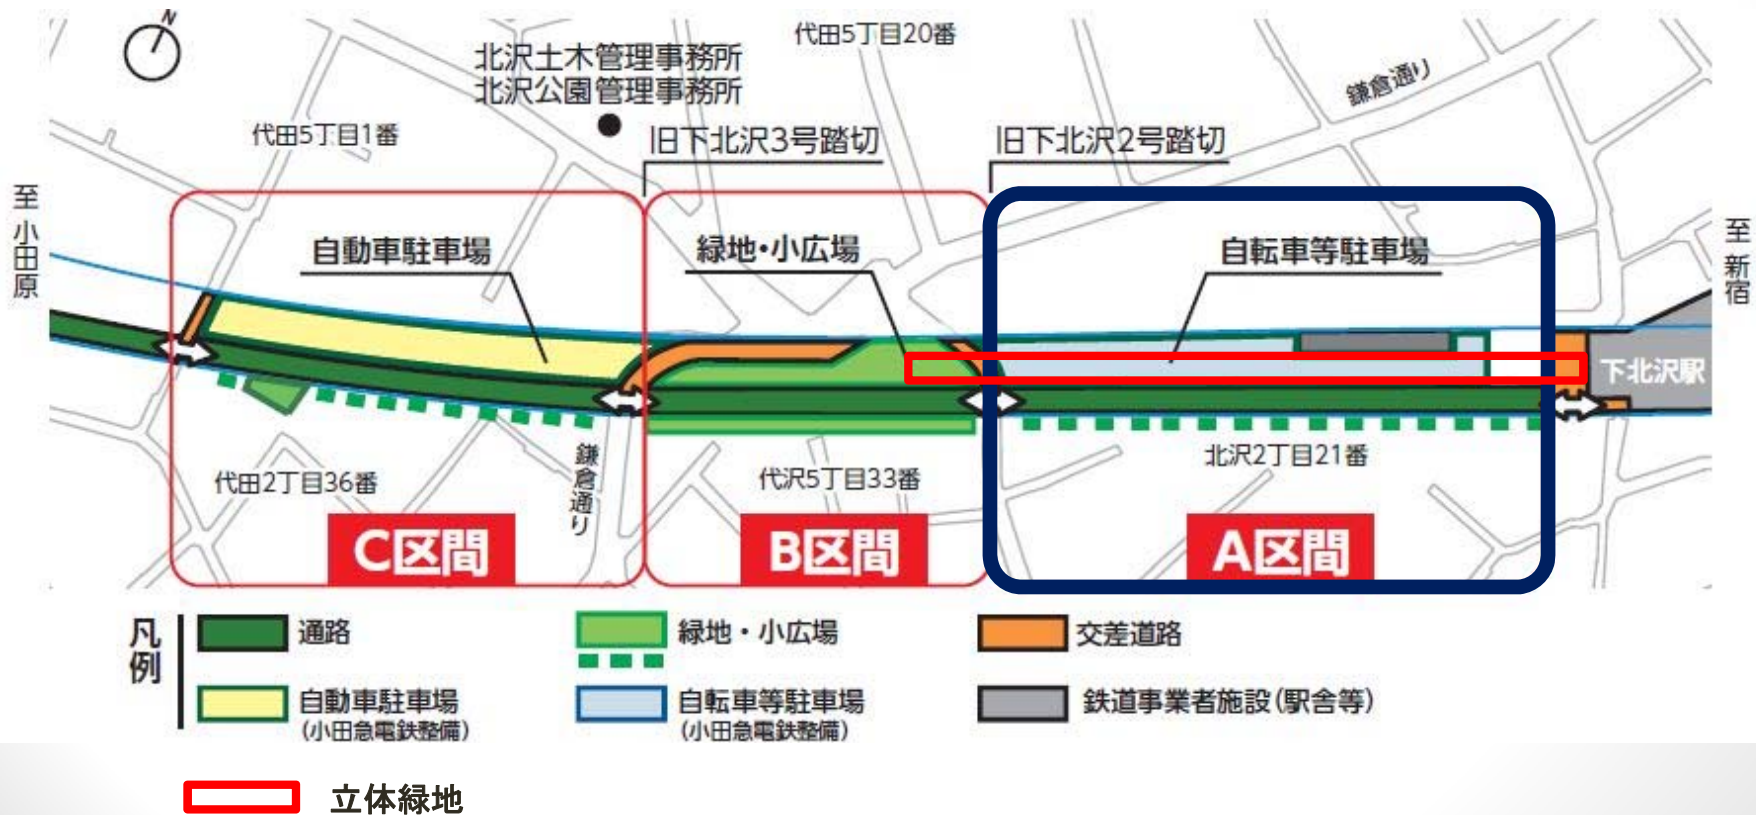 N
代田5丁目20番
北沢土木管理事務所
北沢公園管理事務所
鎌倉通り
代田5丁目1番
旧下北沢3号踏切
旧下北沢2号踏切
至 小田原
自動車駐車場
緑地・小広場
自転車等駐車場
至 新宿
下北沢駅
鎌倉通り
代田2丁目36番
代沢5丁目33番
北沢2丁目21番
C区間
B区間
A区間
凡例
通路
緑地・小広場
交差道路
自動車駐車場
(小田急電鉄整備)
自転車等駐車場
(小田急電鉄整備)
鉄道事業者施設(駅舎等)
立体緑地